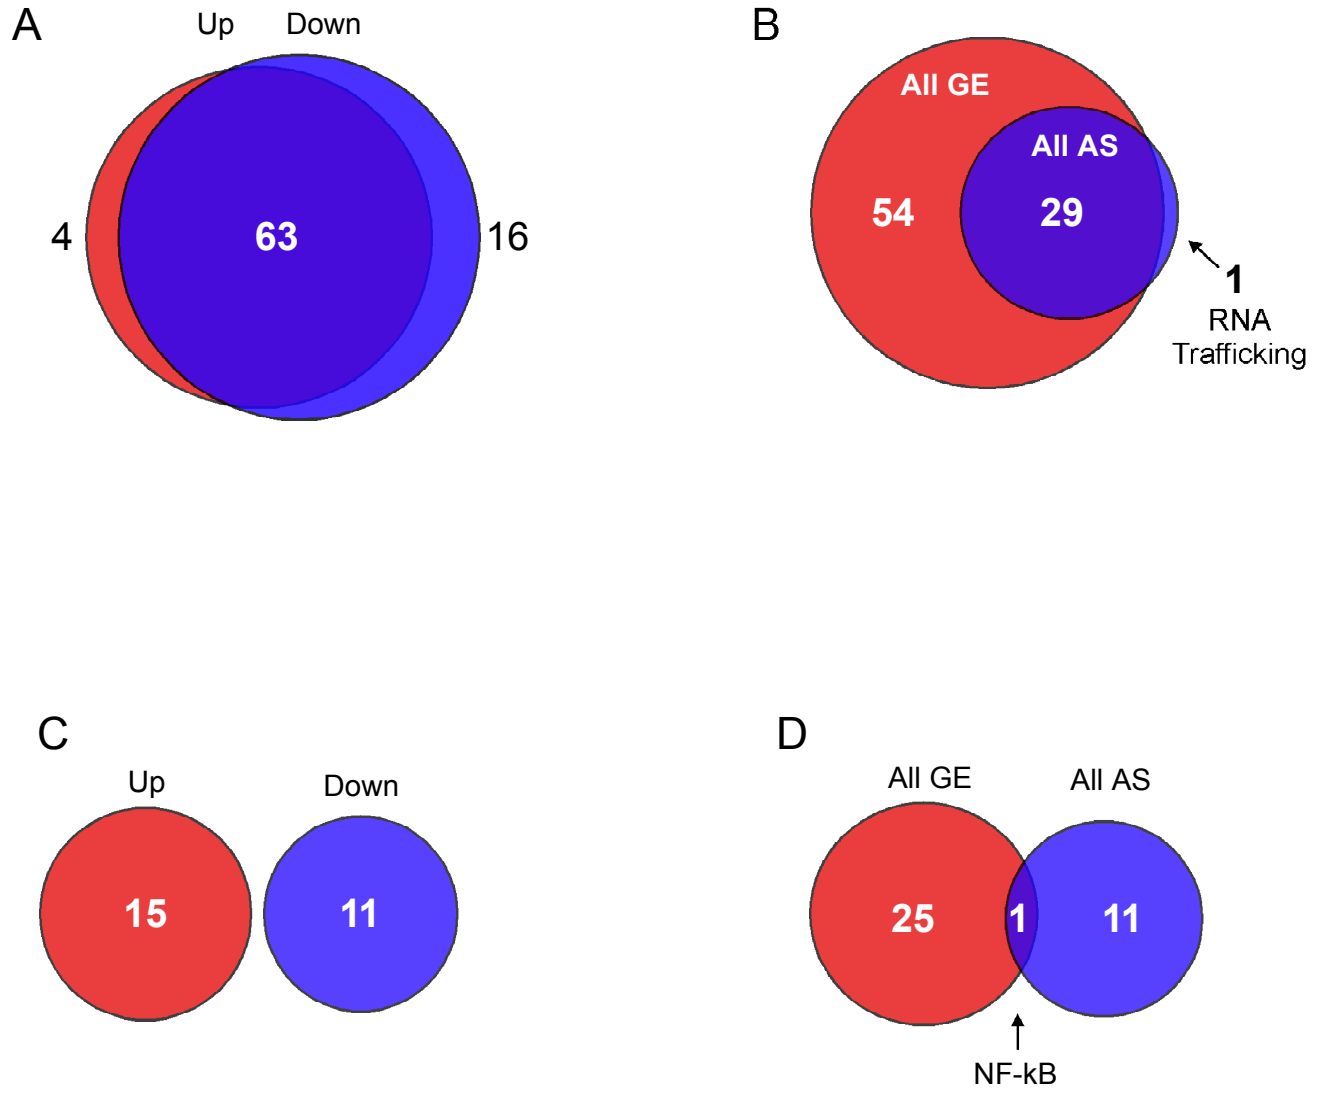 A
Up
Down
4
63
16
B
All GE
All AS
54
29
1
RNA
Trafficking
C
Up
Down
15
11
D
All GE
All AS
25
1
11
NF-kB